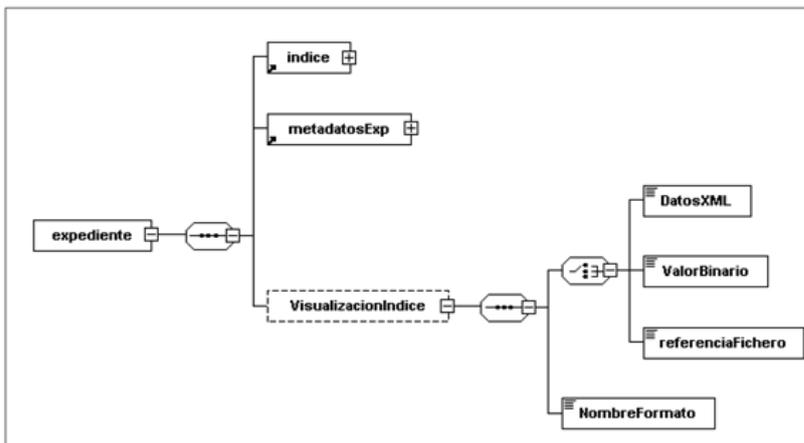 indice
metadatosExp
expediente
VisualizacionIndice
DatosXML
ValorBinario
referenciaFichero
NombreFormato